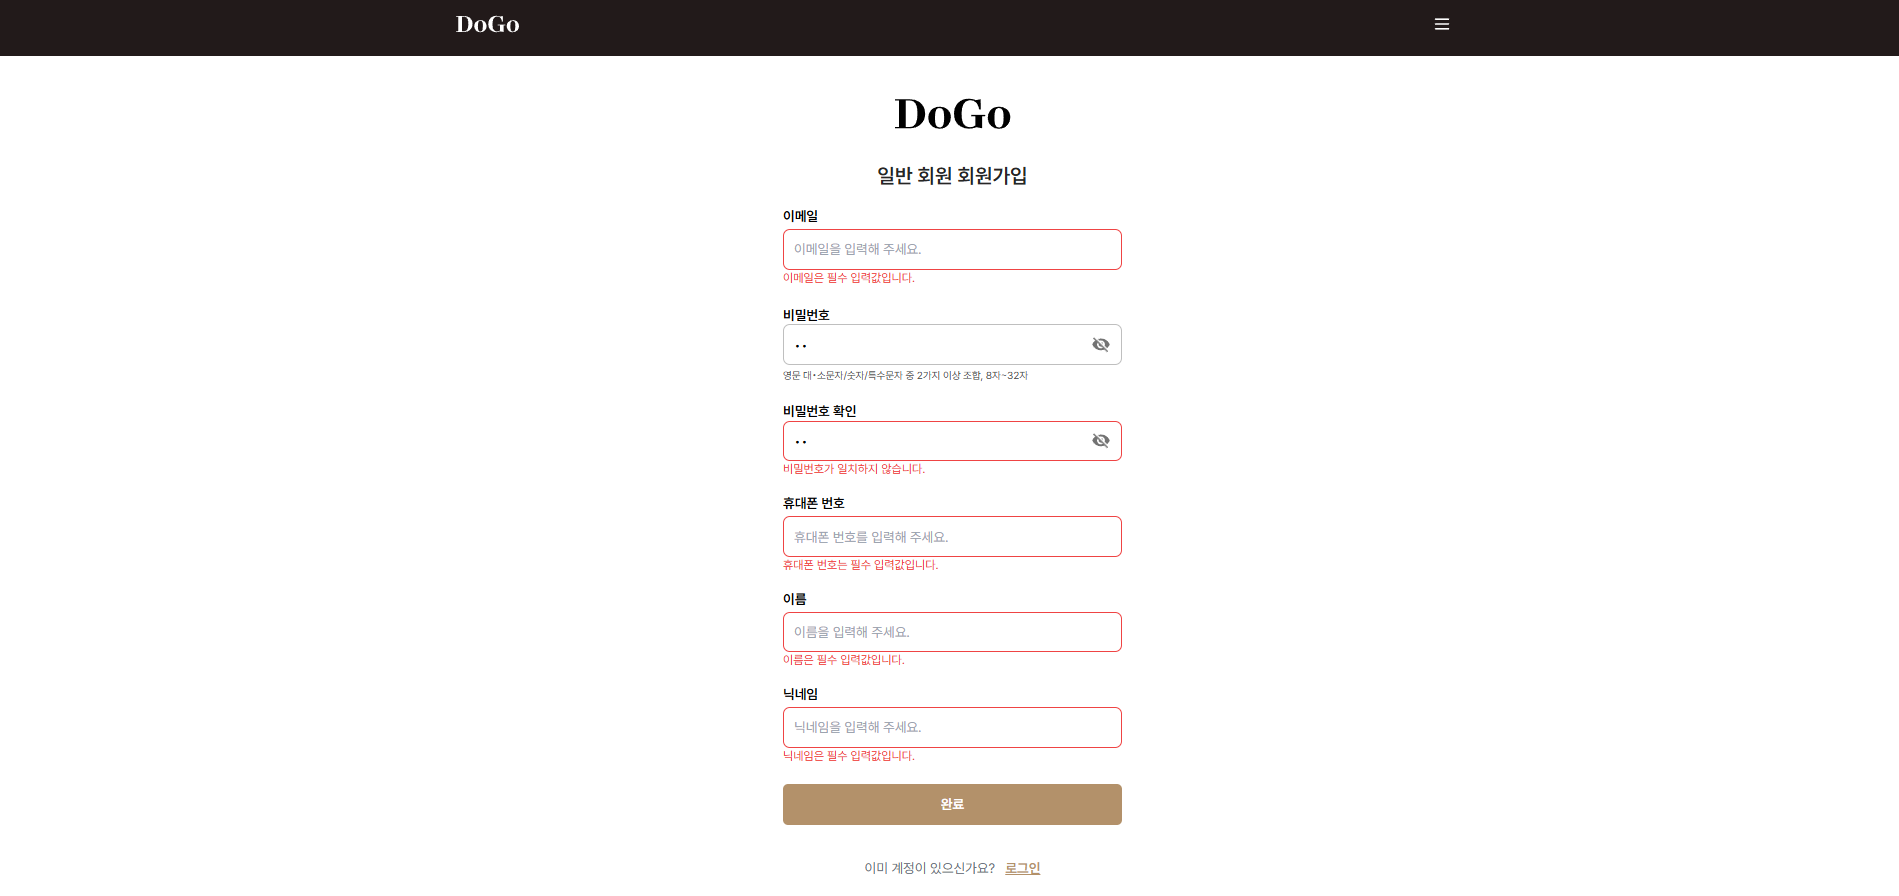 DoGo
DoGo
일반 회원 회원가입
이메일
이메일을 입력해 주세요.
이메일은 필수 입력값입니다.
비밀번호
••
영문 대•소문자/숫자/특수문자 중 2가지 이상 조합, 8자~32자
비밀번호 확인
••
비밀번호가 일치하지 않습니다.
휴대폰 번호
휴대폰 번호를 입력해 주세요.
휴대폰 번호는 필수 입력값입니다.
이름
이름을 입력해 주세요.
이름은 필수 입력값입니다.
닉네임
닉네임을 입력해 주세요.
닉네임은 필수 입력값입니다.
완료
이미 계정이 있으신가요? 로그인